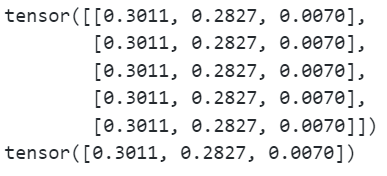 tensor([[0.3011, 0.2827, 0.0070],
        [0.3011, 0.2827, 0.0070],
        [0.3011, 0.2827, 0.0070],
        [0.3011, 0.2827, 0.0070],
        [0.3011, 0.2827, 0.0070]])
tensor([0.3011, 0.2827, 0.0070])